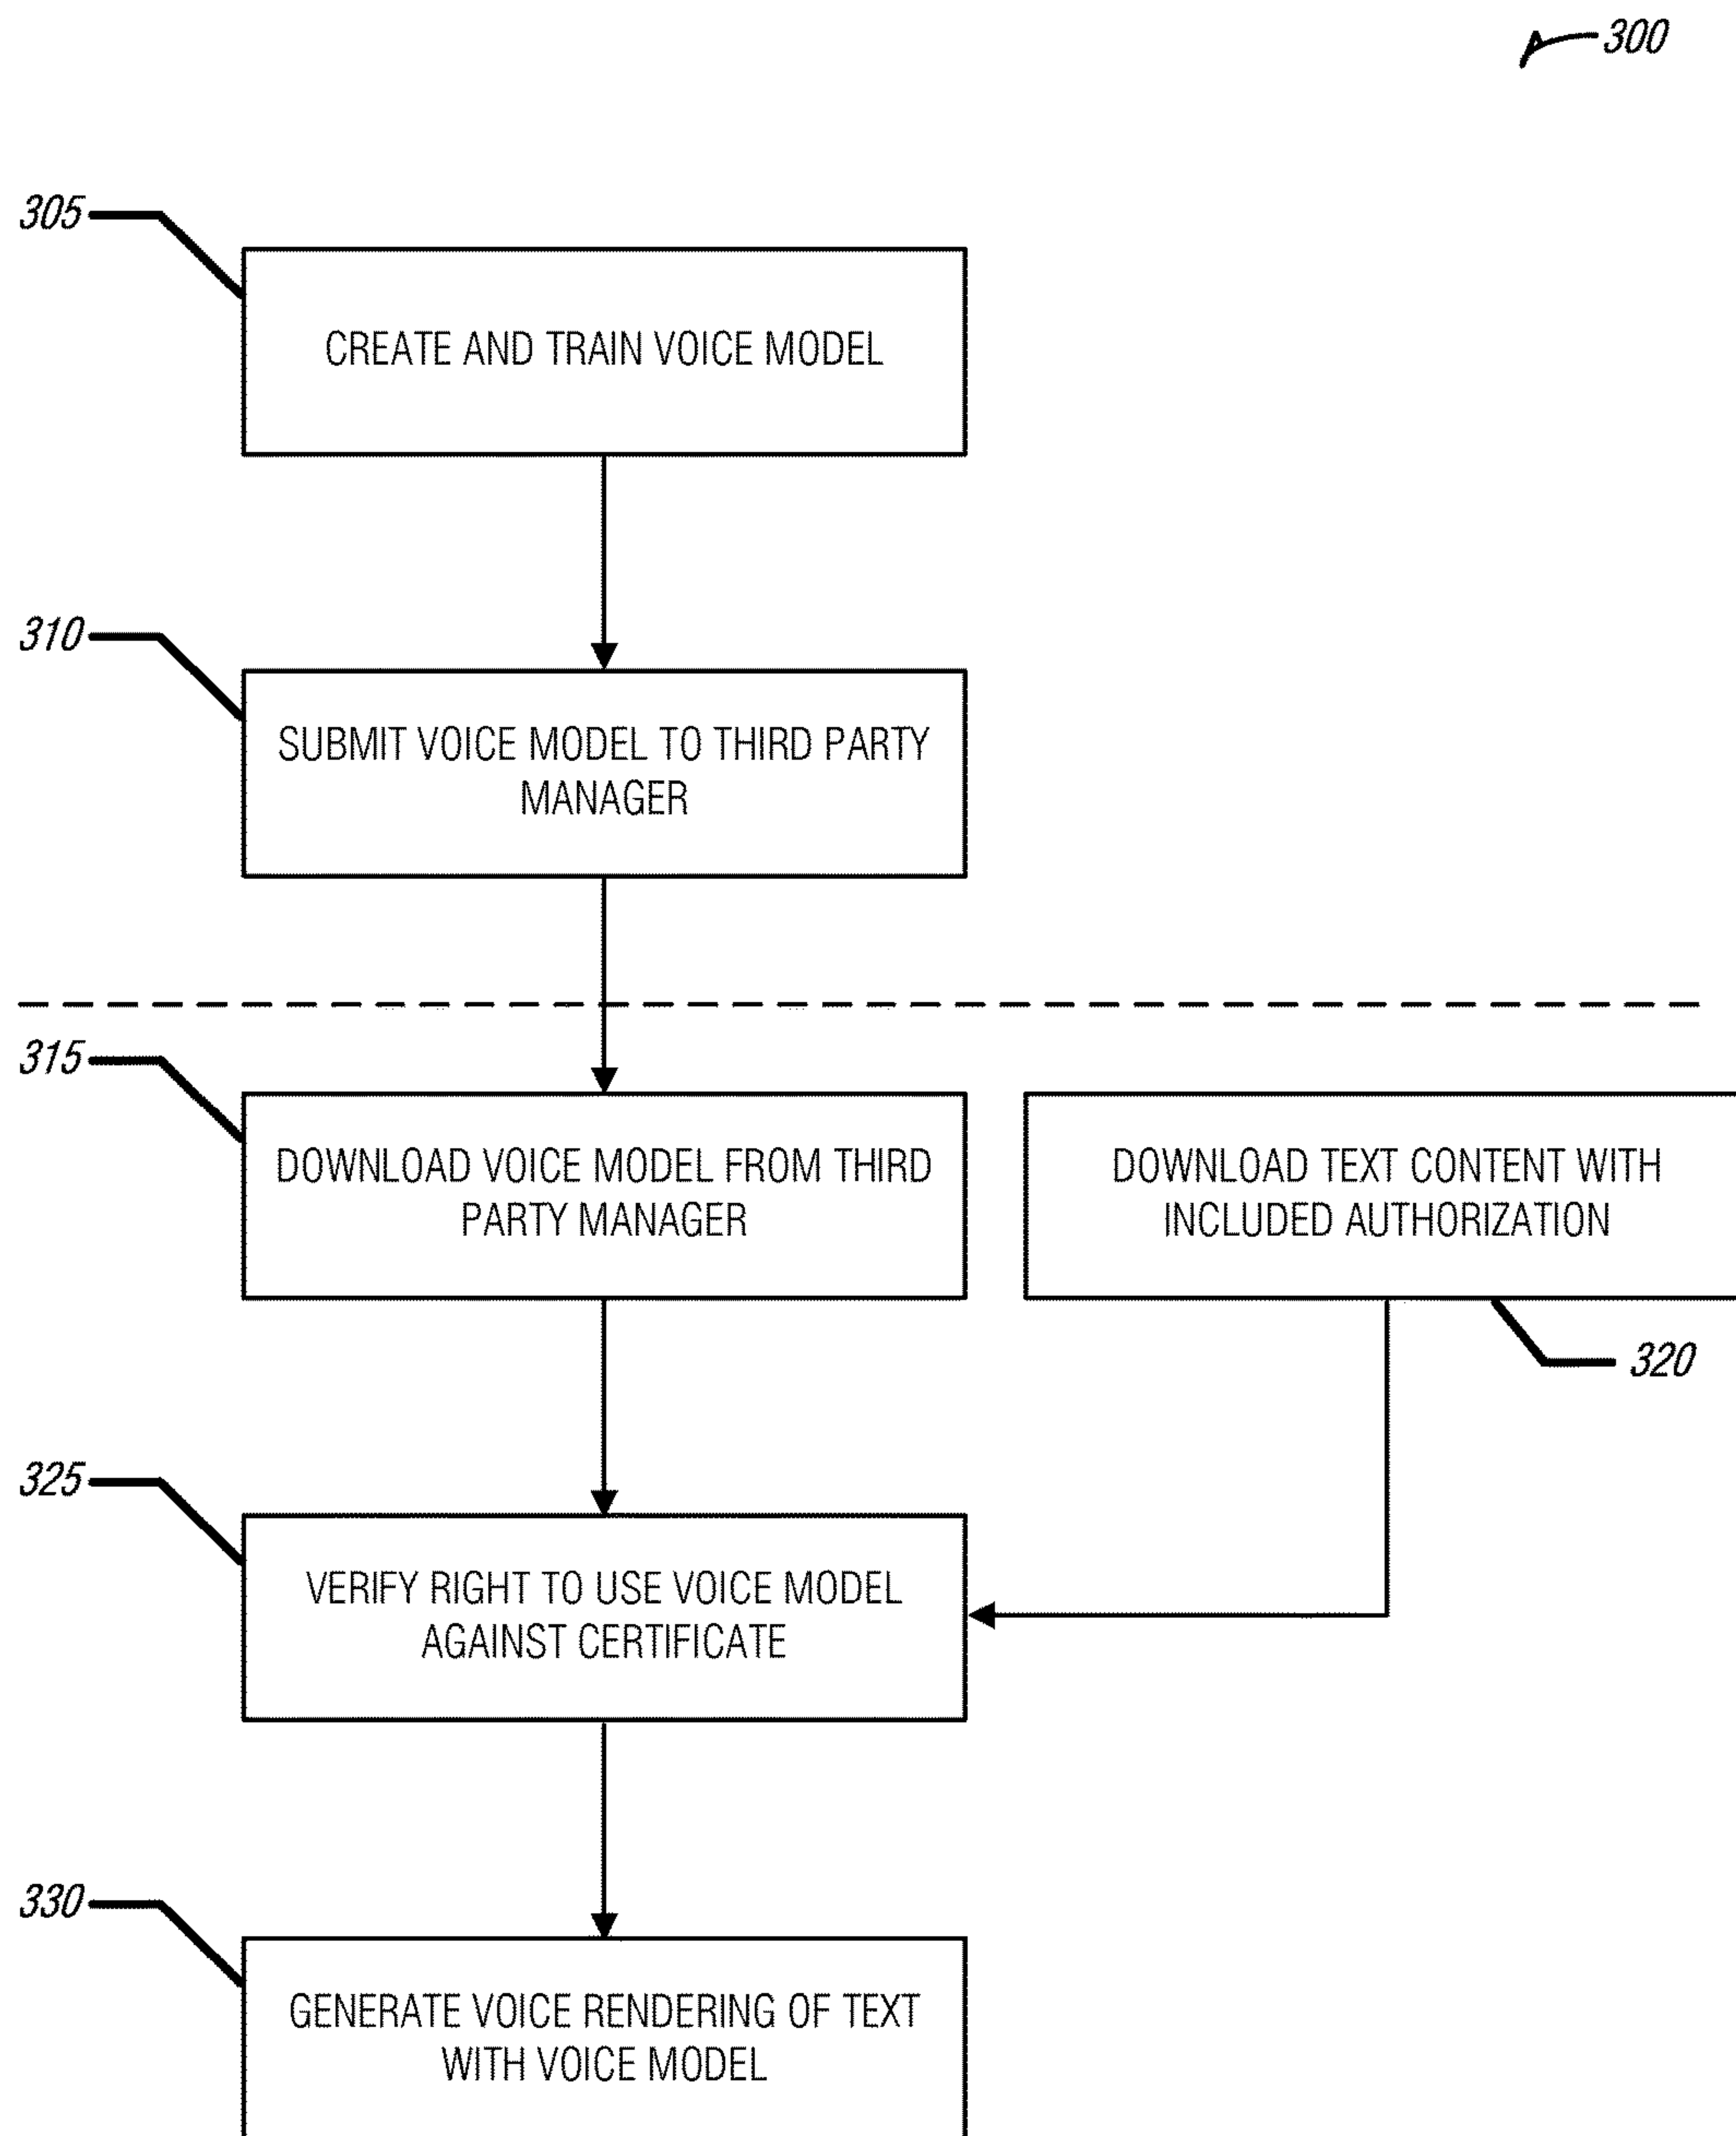 300
305
CREATE AND TRAIN VOICE MODEL
310
SUBMIT VOICE MODEL TO THIRD PARTY
MANAGER
315
DOWNLOAD VOICE MODEL FROM THIRD
PARTY MANAGER
DOWNLOAD TEXT CONTENT WITH
INCLUDED AUTHORIZATION
320
325
VERIFY RIGHT TO USE VOICE MODEL
AGAINST CERTIFICATE
330
GENERATE VOICE RENDERING OF TEXT
WITH VOICE MODEL